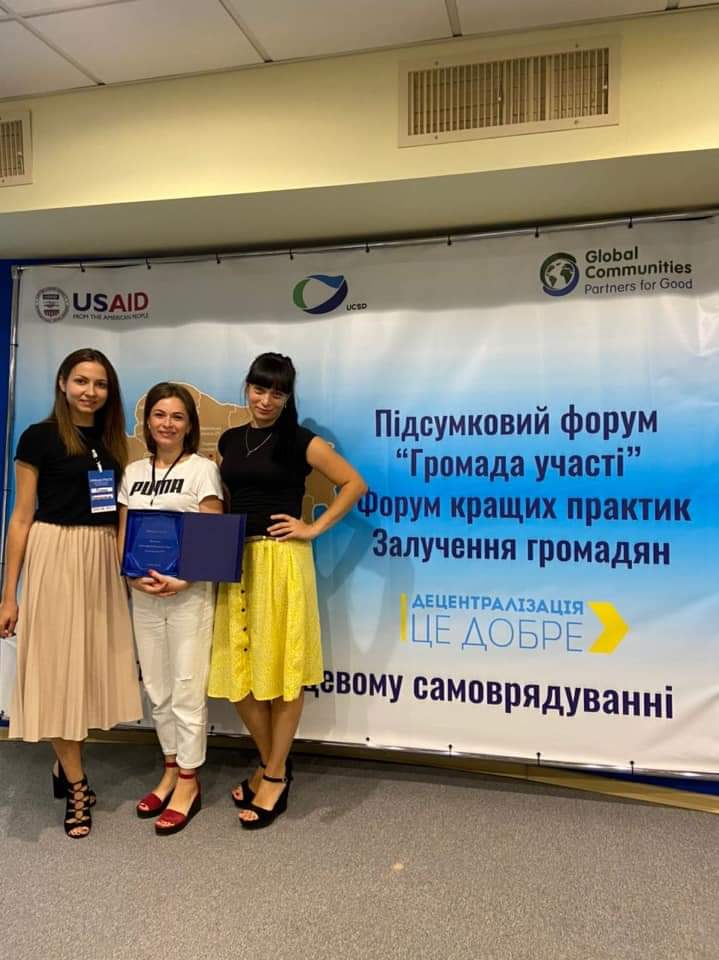 USAID
FROM THE AMERICAN PEOPLE
UCSD
Global
Communities
Partners for Good
Підсумковий форум
“Громада участі”
Форум кращих практик
Залучення громадян
ДЕЦЕНТРАЛІЗАЦІЯ
ЦЕ ДОБРЕ
цевому самоврядуванні
PUMA